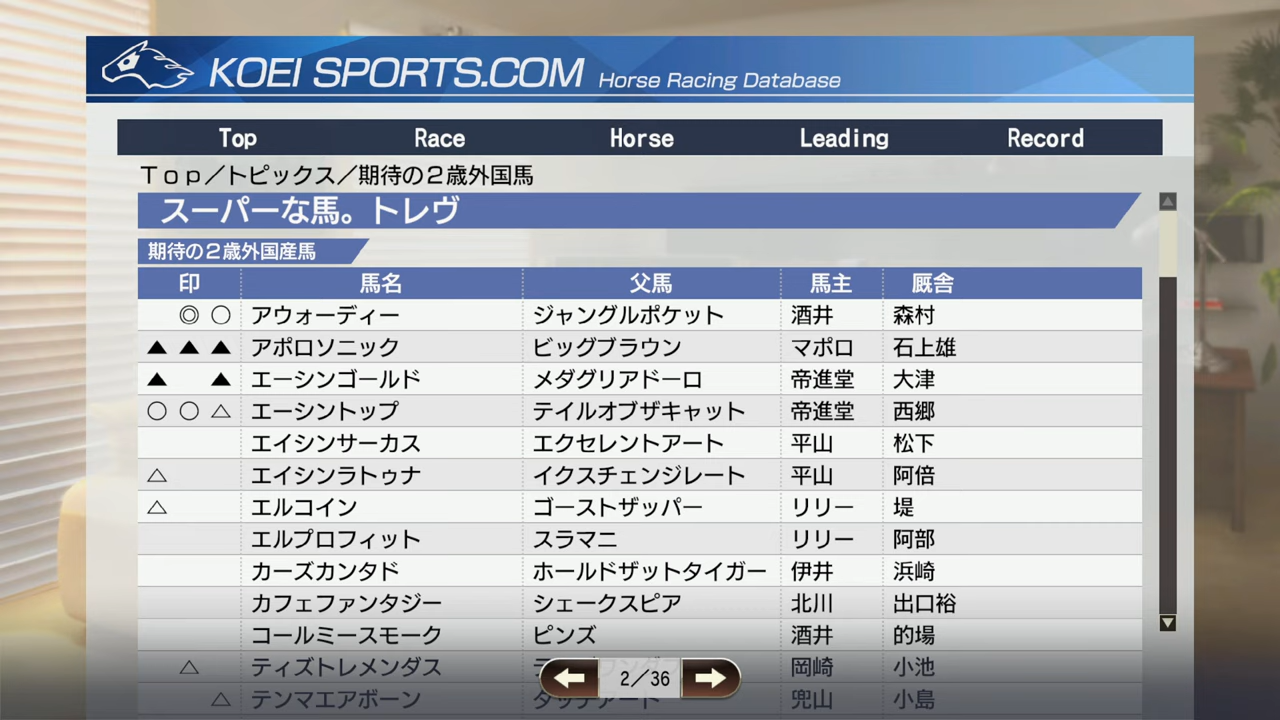 KOEI SPORTS.COM Horse Racing Database
Top Race Horse Leading Record
Top／トピックス／期待の２歳外国馬
スーパーな馬。トレヴ
期待の２歳外国産馬
印 馬名 父馬 馬主 厩舎
◎ ○ アウォーディー ジャングルポケット 酒井 森村
▲ ▲ ▲ アポロソニック ビッグブラウン マポロ 石上雄
▲ ▲ エーシンゴールド メダグリアドーロ 帝進堂 大津
○ ○ △ エーシントップ テイルオブザキャット 帝進堂 西郷
エイシンサーカス エクセレントアート 平山 松下
△ エイシンラトゥナ イクスチェンジレート 平山 阿倍
△ エルコイン ゴーストザッパー リリー 堤
エルプロフィット スラマニ リリー 阿部
カーズカンタド ホールドザットタイガー 伊井 浜崎
カフェファンタジー シェークスピア 北川 出口裕
コールミースモーク ピンズ 酒井 的場
△ ティズトレメンダス 岡崎 小池
△ テンマエアボーン 兜山 小島
2／36